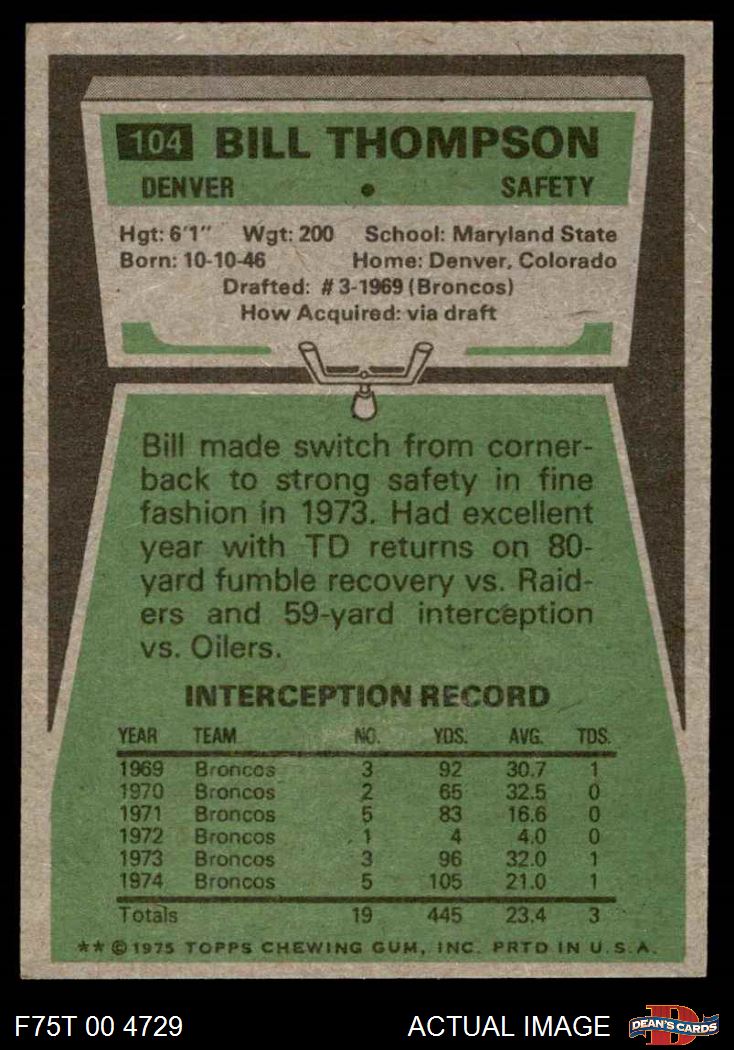 104 BILL THOMPSON
DENVER • SAFETY
Hgt: 6'1" Wgt: 200 School: Maryland State
Born: 10-10-46 Home: Denver, Colorado
Drafted: #3-1969 (Broncos)
How Acquired: via draft
Bill made switch from corner-
back to strong safety in fine
fashion in 1973. Had excellent
year with TD returns on 80-
yard fumble recovery vs. Raid-
ers and 59-yard interception
vs. Oilers.
INTERCEPTION RECORD
YEAR TEAM NO. YDS. AVG. TDS.
1969 Broncos 3 92 30.7 1
1970 Broncos 2 65 32.5 0
1971 Broncos 5 83 16.6 0
1972 Broncos 1 4 4.0 0
1973 Broncos 3 96 32.0 1
1974 Broncos 5 105 21.0 1
Totals 19 445 23.4 3
** © 1975 TOPPS CHEWING GUM, INC. PRTD IN U.S.A.
F75T 00 4729 ACTUAL IMAGE DEAN'S CARDS